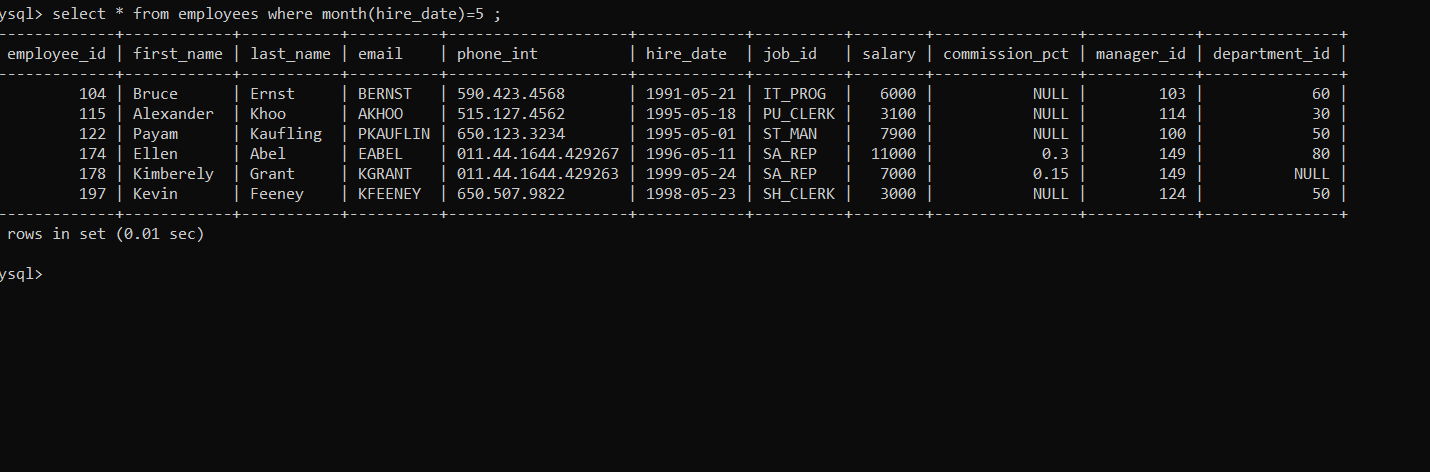 ysql> select * from employees where month(hire_date)=5 ;
-------------+------------+-----------+----------+--------------------+------------+----------+--------+----------------+------------+---------------+
employee_id | first_name | last_name | email    | phone_int          | hire_date  | job_id   | salary | commission_pct | manager_id | department_id |
-------------+------------+-----------+----------+--------------------+------------+----------+--------+----------------+------------+---------------+
        104 | Bruce      | Ernst     | BERNST   | 590.423.4568       | 1991-05-21 | IT_PROG  |   6000 |           NULL |        103 |            60 |
        115 | Alexander  | Khoo      | AKHOO    | 515.127.4562       | 1995-05-18 | PU_CLERK |   3100 |           NULL |        114 |            30 |
        122 | Payam      | Kaufling  | PKAUFLIN | 650.123.3234       | 1995-05-01 | ST_MAN   |   7900 |           NULL |        100 |            50 |
        174 | Ellen      | Abel      | EABEL    | 011.44.1644.429267 | 1996-05-11 | SA_REP   |  11000 |            0.3 |        149 |            80 |
        178 | Kimberely  | Grant     | KGRANT   | 011.44.1644.429263 | 1999-05-24 | SA_REP   |   7000 |           0.15 |        149 |          NULL |
        197 | Kevin      | Feeney    | KFEENEY  | 650.507.9822       | 1998-05-23 | SH_CLERK |   3000 |           NULL |        124 |            50 |
-------------+------------+-----------+----------+--------------------+------------+----------+--------+----------------+------------+---------------+
rows in set (0.01 sec)
ysql>